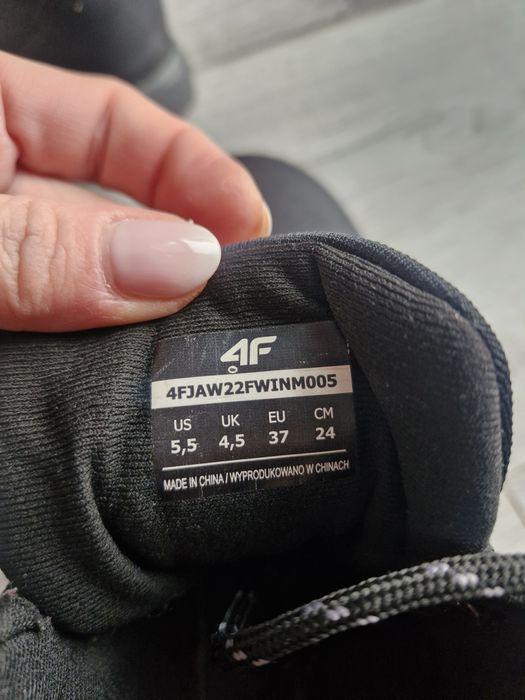 4F
4FJAW22FWINM005
US UK EU CM
5,5 4,5 37 24
MADE IN CHINA / WYPRODUKOWANO W CHINACH